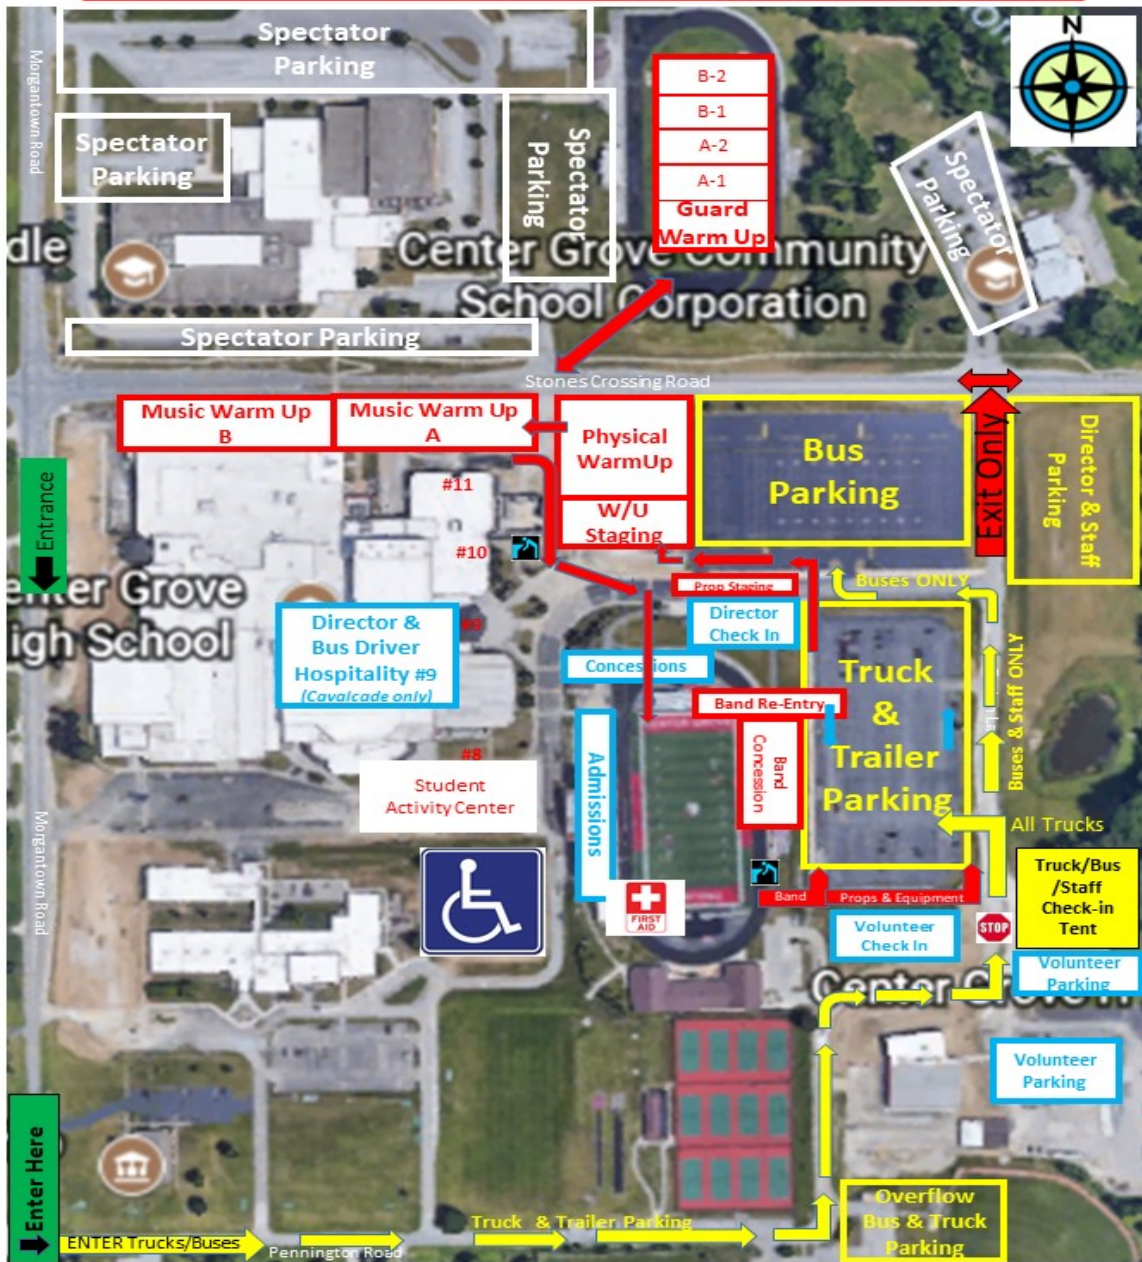 Spectator
Parking
N
B-2
B-1
A-2
A-1
Guard
Warm Up
Morgantown Road
Spectator
Parking
Spectator
Parking
Spectator
Parking
dle
Center Grove Community
School Corporation
Spectator Parking
Stones Crossing Road
Music Warm Up
B
Music Warm Up
A
Physical
WarmUp
Bus
Parking
Exit Only
Director & Staff
Parking
Entrance
#11
W/U
Staging
#10
Prop Staging
Buses ONLY
enter Grove
igh School
Director &
Bus Driver
Hospitality #9
(Cavalcade only)
#9
Director
Check In
Concessions
Truck
&
Trailer
Parking
Buses & Staff ONLY
Band Re-Entry
Band
Concession
Admissions
#8
Student
Activity Center
All Trucks
Morgantown Road
Truck/Bus
/Staff
Check-in
Tent
FIRST
AID
Band
Props & Equipment
Volunteer
Check In
STOP
Volunteer
Parking
Center Grove
Volunteer
Parking
Enter Here
Overflow
Bus & Truck
Parking
Truck & Trailer Parking
ENTER Trucks/Buses
Pennington Road